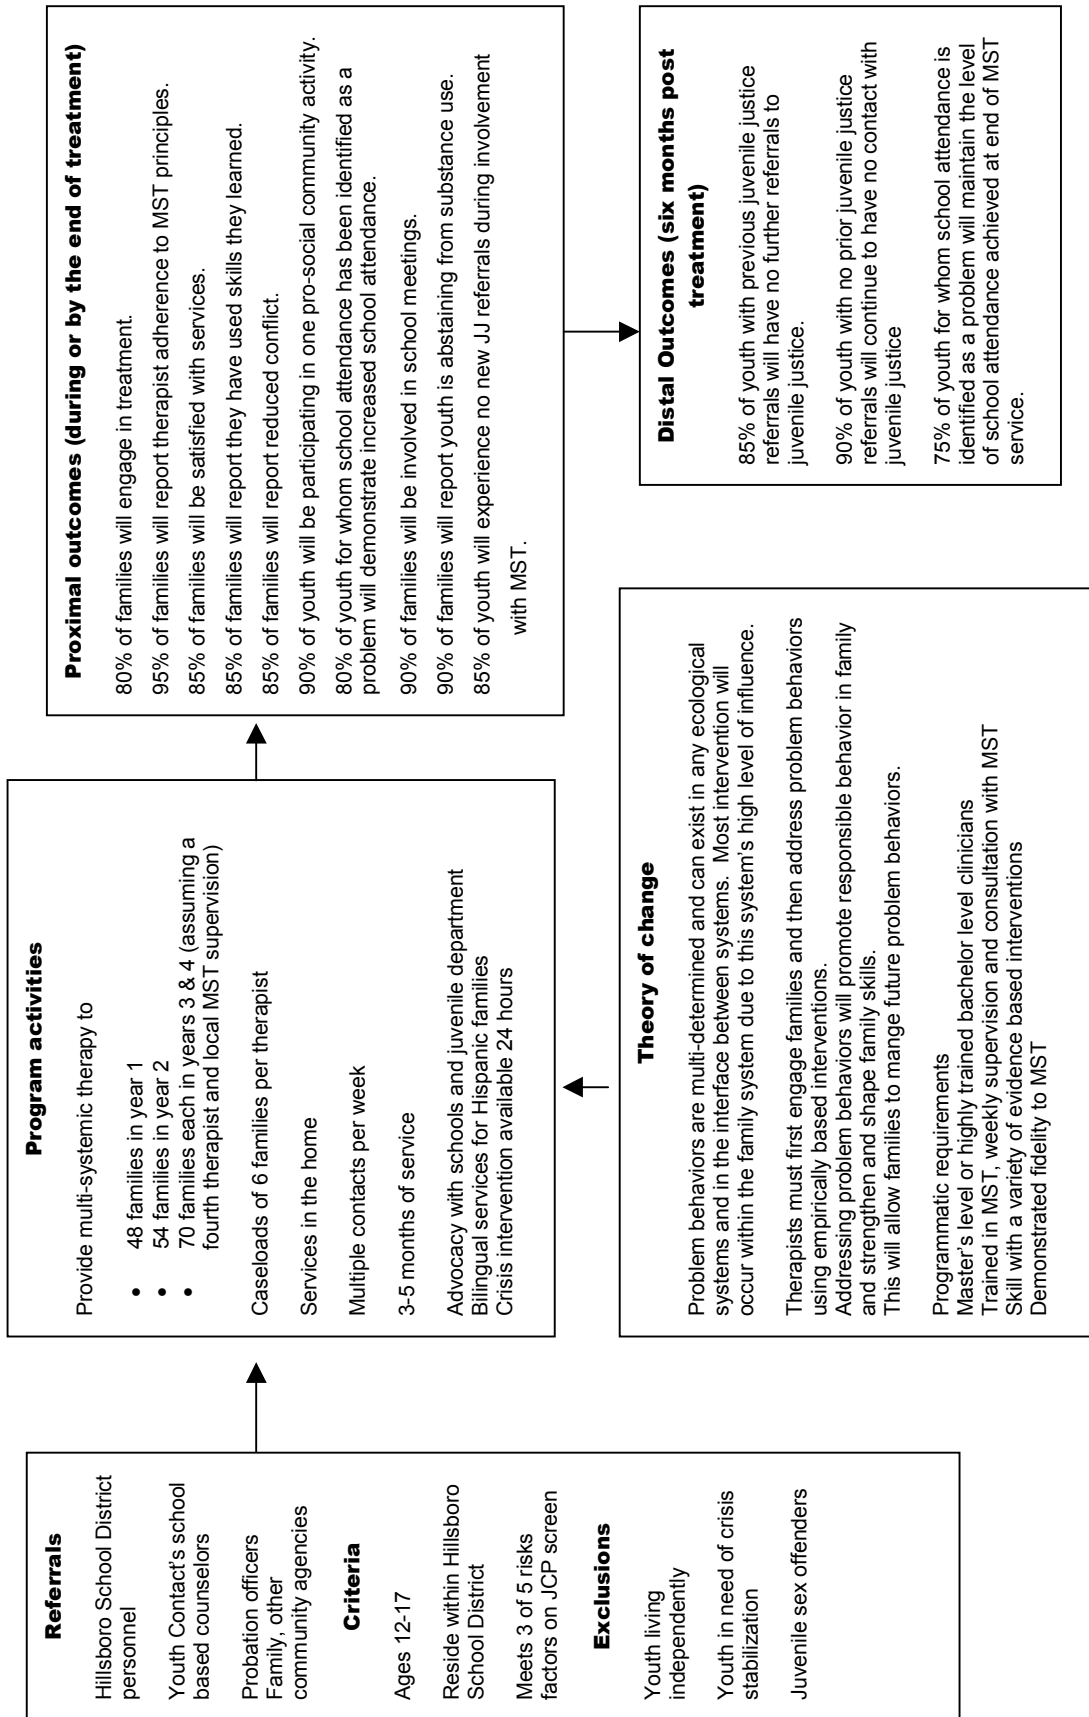 Referrals
Hillsboro School District
personnel
Youth Contact's school
based counselors
Probation officers
Family, other
community agencies
Criteria
Ages 12-17
Reside within Hillsboro
School District
Meets 3 of 5 risks
factors on JCP screen
Exclusions
Youth living
independently
Youth in need of crisis
stabilization
Juvenile sex offenders
Program activities
Provide multi-systemic therapy to
• 48 families in year 1
• 54 families in year 2
• 70 families each in years 3 & 4 (assuming a
fourth therapist and local MST supervision)
Caseloads of 6 families per therapist
Services in the home
Multiple contacts per week
3-5 months of service
Advocacy with schools and juvenile department
Bilingual services for Hispanic families
Crisis intervention available 24 hours
Theory of change
Problem behaviors are multi-determined and can exist in any ecological
systems and in the interface between systems. Most intervention will
occur within the family system due to this system's high level of influence.
Therapists must first engage families and then address problem behaviors
using empirically based interventions.
Addressing problem behaviors will promote responsible behavior in family
and strengthen and shape family skills.
This will allow families to mange future problem behaviors.
Programmatic requirements
Master's level or highly trained bachelor level clinicians
Trained in MST, weekly supervision and consultation with MST
Skill with a variety of evidence based interventions
Demonstrated fidelity to MST
Proximal outcomes (during or by the end of treatment)
80% of families will engage in treatment.
95% of families will report therapist adherence to MST principles.
85% of families will be satisfied with services.
85% of families will report they have used skills they learned.
85% of families will report reduced conflict.
90% of youth will be participating in one pro-social community activity.
80% of youth for whom school attendance has been identified as a
problem will demonstrate increased school attendance.
90% of families will be involved in school meetings.
90% of families will report youth is abstaining from substance use.
85% of youth will experience no new JJ referrals during involvement
with MST.
Distal Outcomes (six months post
treatment)
85% of youth with previous juvenile justice
referrals will have no further referrals to
juvenile justice.
90% of youth with no prior juvenile justice
referrals will continue to have no contact with
juvenile justice
75% of youth for whom school attendance is
identified as a problem will maintain the level
of school attendance achieved at end of MST
service.